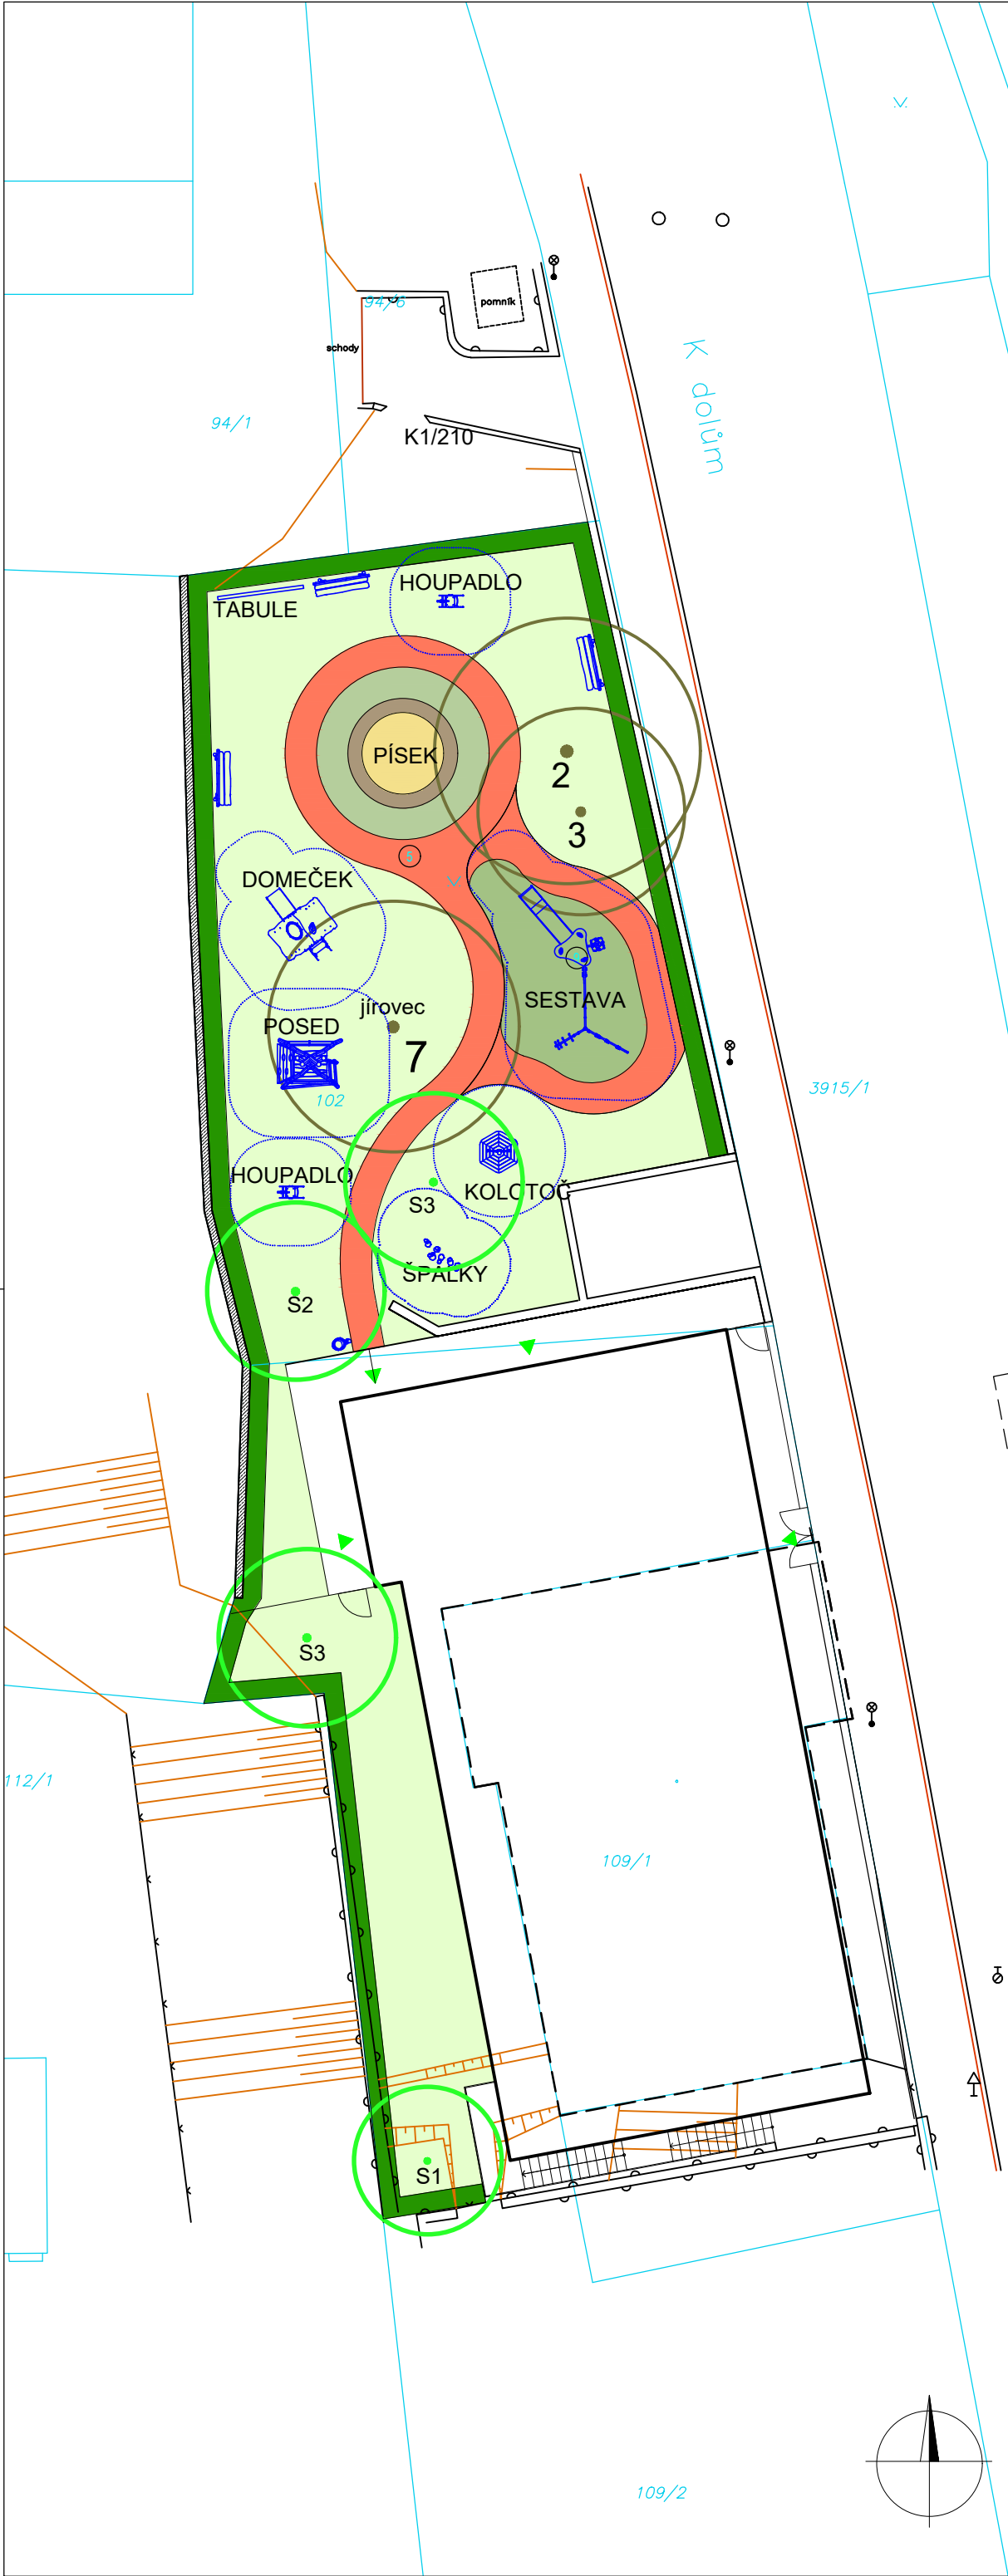 pomník
94/6
schody
K dolům
94/1
K1/210
HOUPADLO
TABULE
PÍSEK
2
3
S
DOMEČEK
jírovec
SESTAVA
POSED
7
3915/1
102
HOUPADLO
KOLOTOČ
S3
ŠPALKY
S2
S3
112/1
109/1
S1
109/2